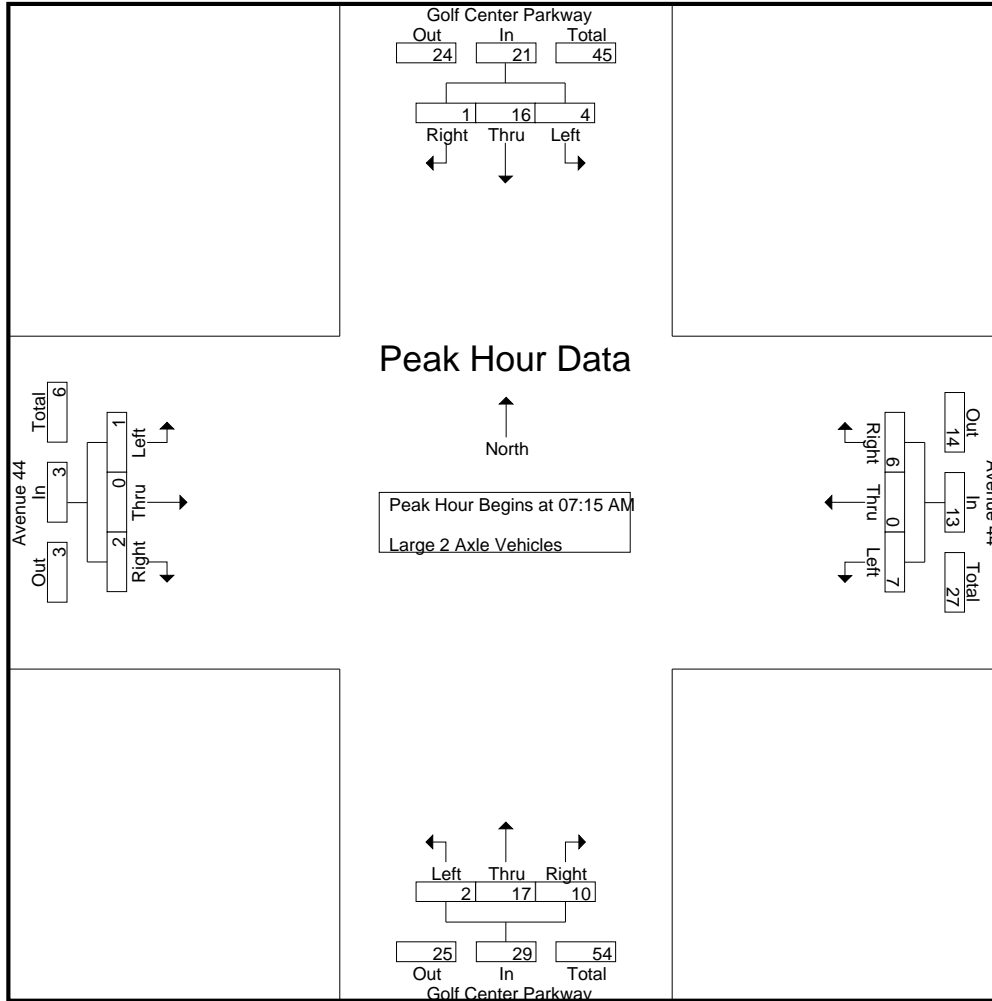 Golf Center Parkway
Out In Total
24 21 45
1 16 4
Right Thru Left
Peak Hour Data
North
Peak Hour Begins at 07:15 AM
Large 2 Axle Vehicles
Avenue 44
Out In Total
3 3 6
2 0 1
Right Thru Left
Avenue 44
Out In Total
14 13 27
6 0 7
Right Thru Left
Left Thru Right
2 17 10
25 29 54
Out In Total
Golf Center Parkway